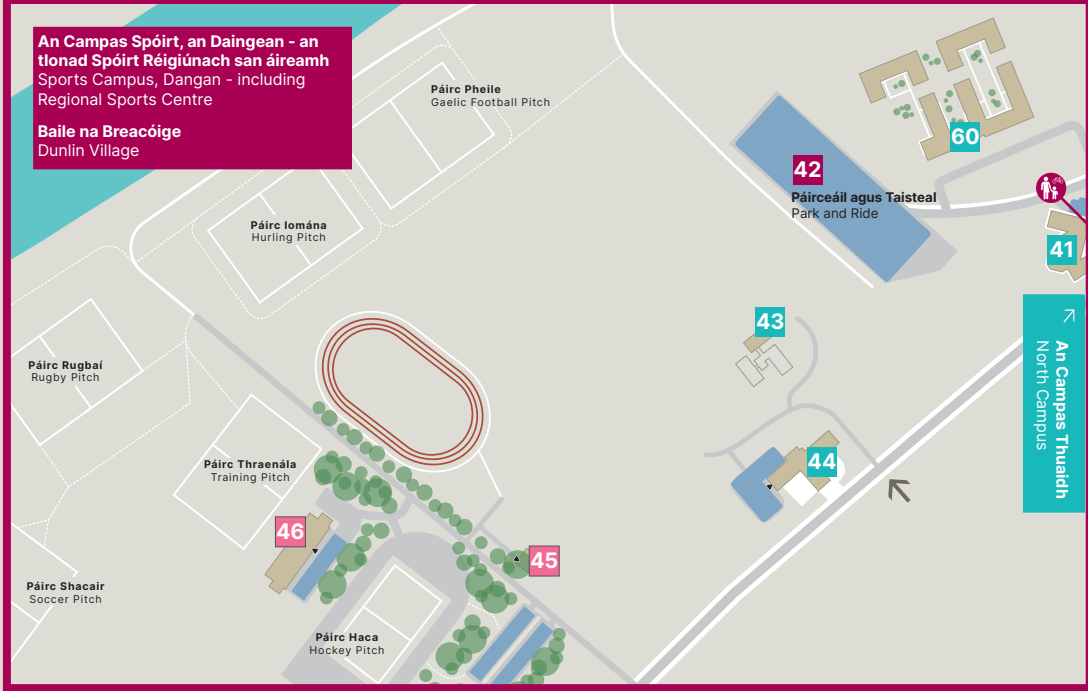 An Campas Spóirt, an Daingean - an
tIonad Spóirt Réigiúnach san áireamh
Sports Campus, Dangan - including
Regional Sports Centre
Baile na Breacóige
Dunlin Village
Páirc Pheile
Gaelic Football Pitch
60
42
Páirceáil agus Taisteal
Park and Ride
Páirc Iomána
Hurling Pitch
41
43
An Campas Thuaidh
North Campus
Páirc Rugbaí
Rugby Pitch
Páirc Thraenála
Training Pitch
44
46
45
Páirc Shacair
Soccer Pitch
Páirc Haca
Hockey Pitch